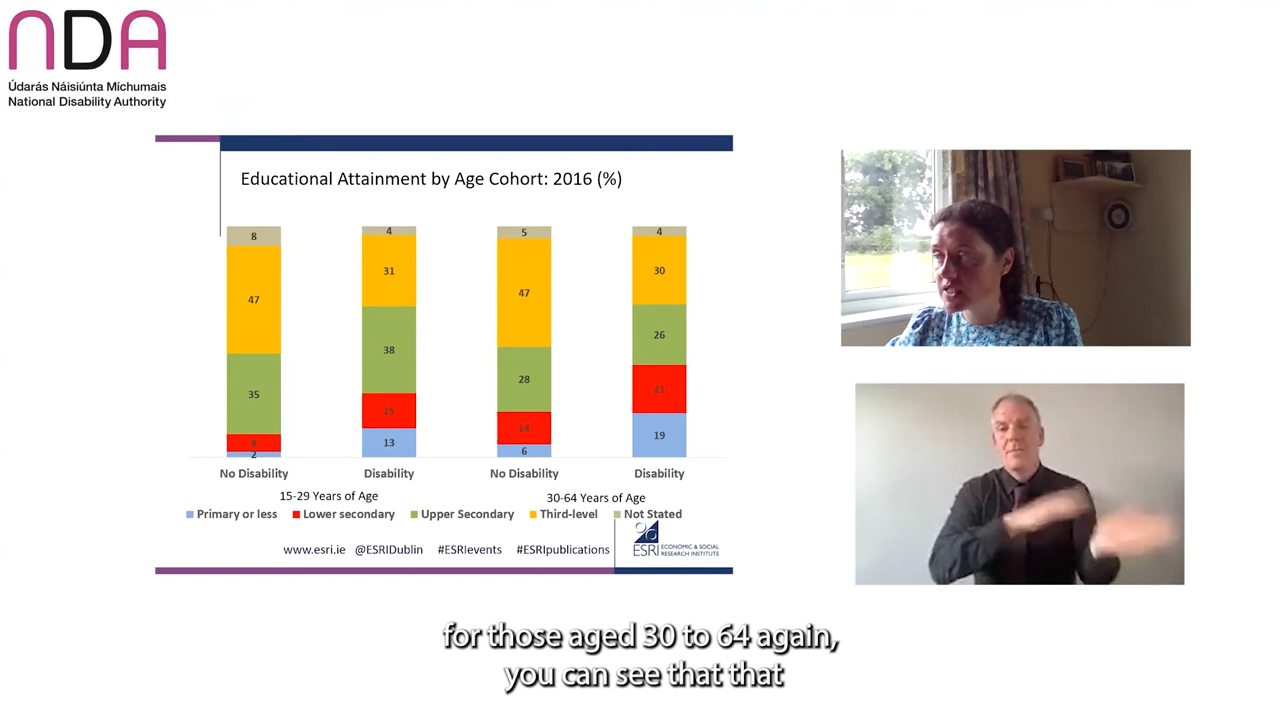 NDA
Údarás Náisiúnta Míchumais
National Disability Authority
Educational Attainment by Age Cohort: 2016 (%)
8 4 5 4
47 31 47 30
35 38 28 26
8 15 14 21
2 13 6 19
No Disability Disability No Disability Disability
15-29 Years of Age 30-64 Years of Age
Primary or less Lower secondary Upper Secondary Third-level Not Stated
www.esri.ie @ESRIDublin #ESRIevents #ESRIpublications
ESRI ECONOMIC & SOCIAL
RESEARCH INSTITUTE
for those aged 30 to 64 again,
you can see that that